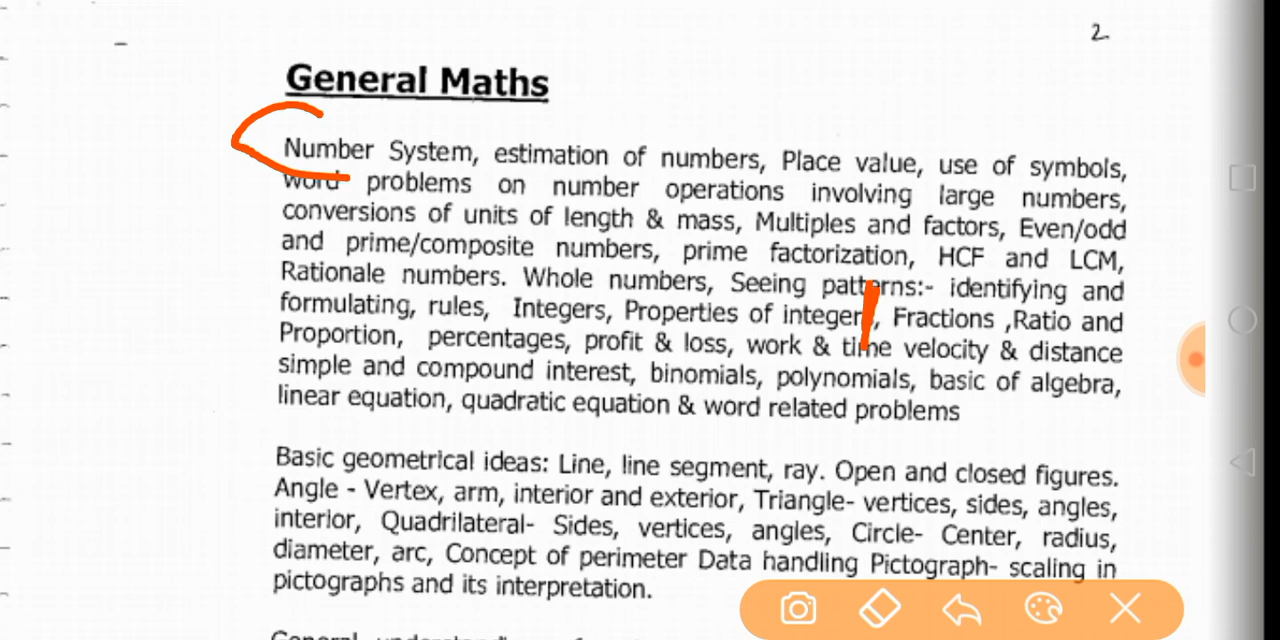 2
General Maths
Number System, estimation of numbers, Place value, use of symbols,
word problems on number operations involving large numbers,
conversions of units of length & mass, Multiples and factors, Even/odd
and prime/composite numbers, prime factorization, HCF and LCM,
Rationale numbers. Whole numbers, Seeing patterns:- identifying and
formulating, rules, Integers, Properties of integers, Fractions ,Ratio and
Proportion, percentages, profit & loss, work & time velocity & distance
simple and compound interest, binomials, polynomials, basic of algebra,
linear equation, quadratic equation & word related problems
Basic geometrical ideas: Line, line segment, ray. Open and closed figures.
Angle - Vertex, arm, interior and exterior, Triangle- vertices, sides, angles,
interior, Quadrilateral- Sides, vertices, angles, Circle- Center, radius,
diameter, arc, Concept of perimeter Data handling Pictograph- scaling in
pictographs and its interpretation.
General